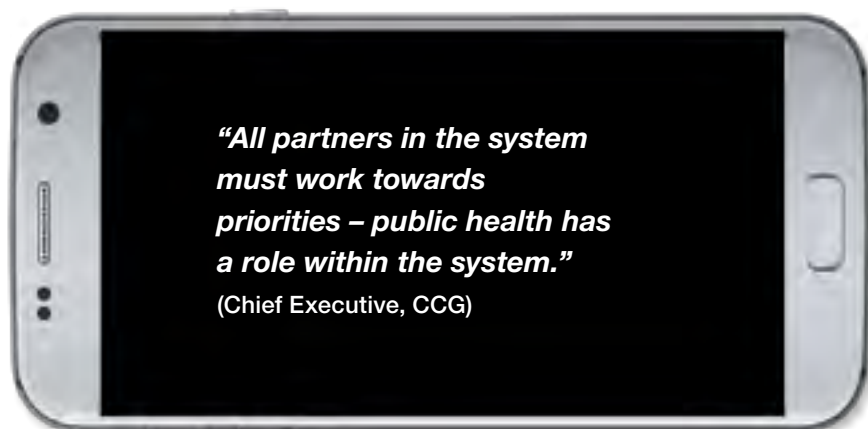 “All partners in the system
must work towards
priorities – public health has
a role within the system.”
(Chief Executive, CCG)